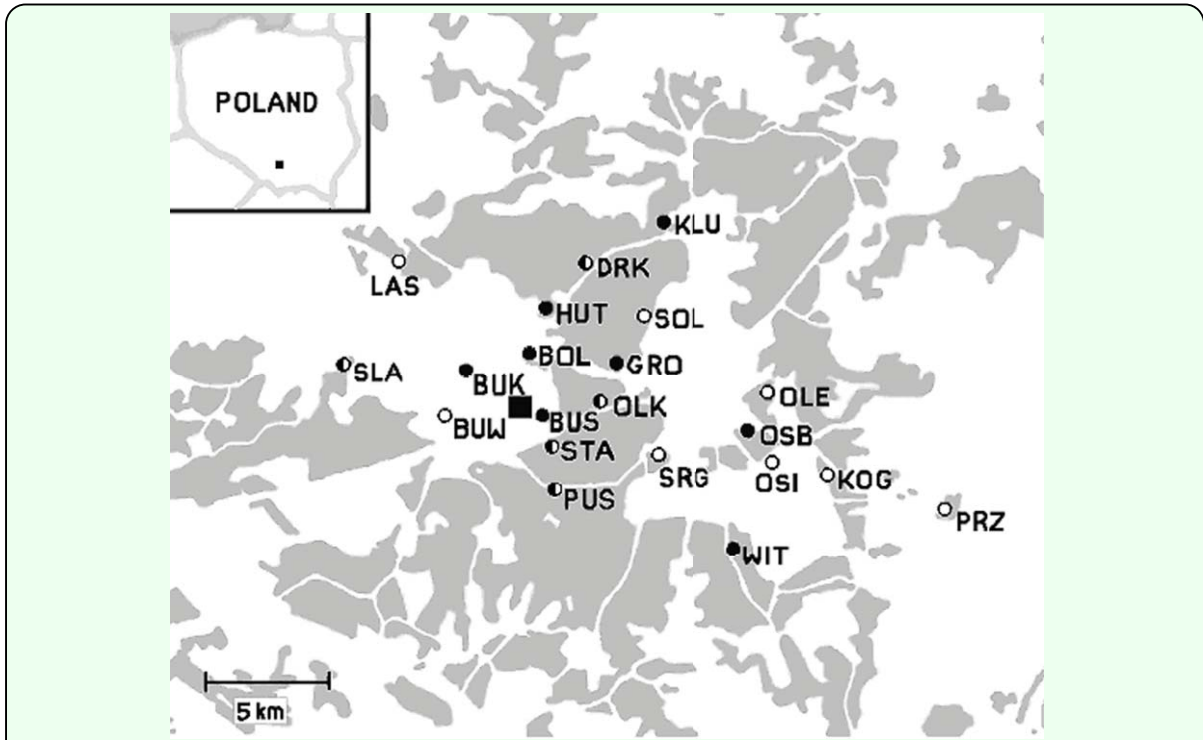 POLAND
KLU
DRK
LAS
HUT
SOL
BOL
GRO
SLA
BUK
OLK
OLE
BUS
BUW
OSB
STA
SRG
OSI
KOG
PUS
PRZ
WIT
5 km